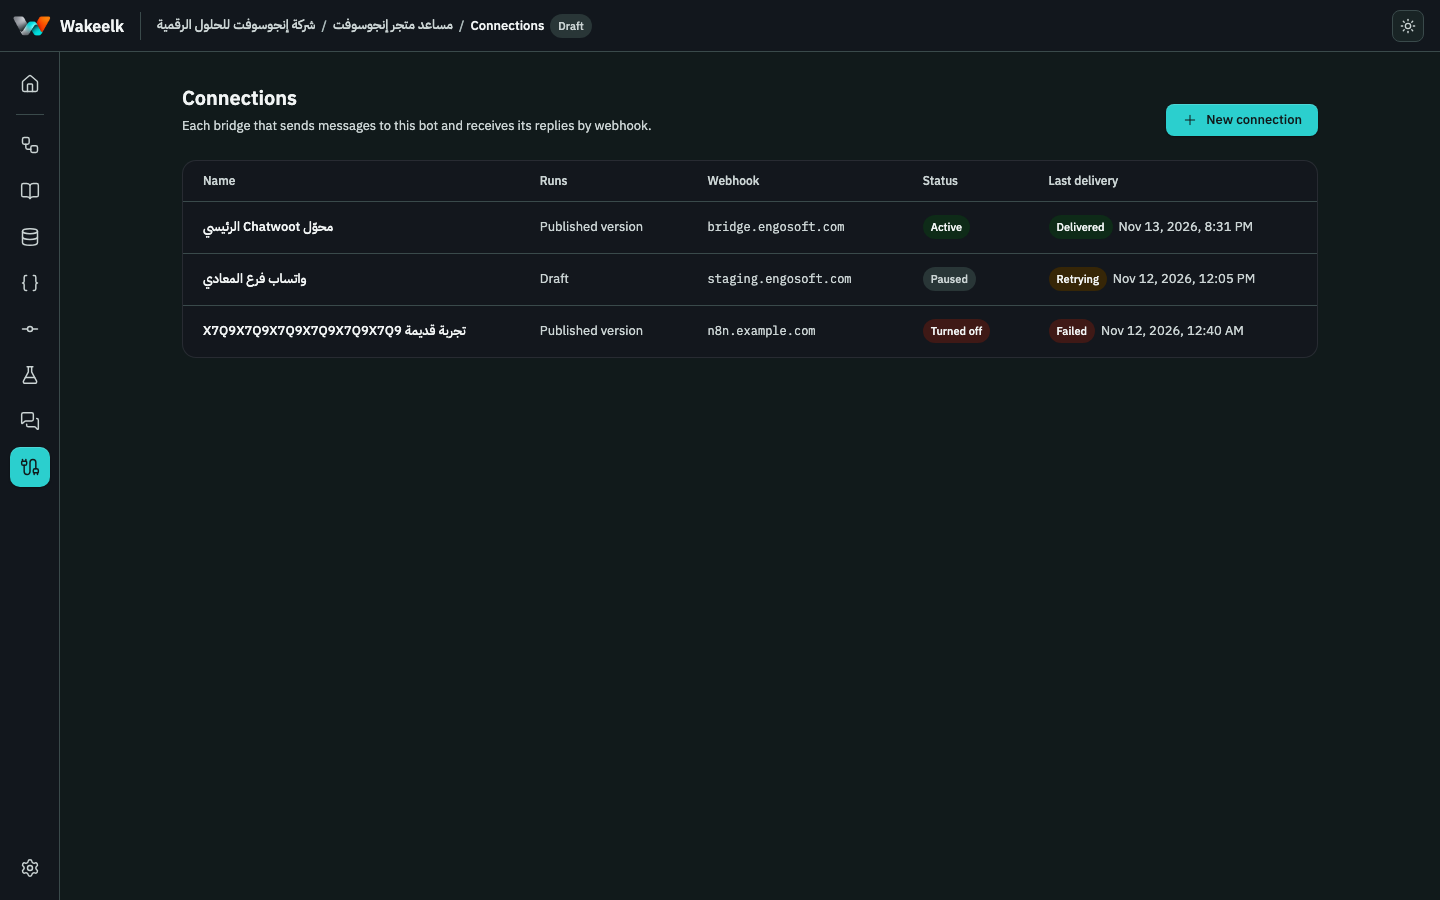 Wakeelk
شركة إنجوسوفت للحلول الرقمية / مساعد متجر إنجوسوفت / Connections Draft
Connections
Each bridge that sends messages to this bot and receives its replies by webhook.
New connection
Name Runs Webhook Status Last delivery
محوّل Chatwoot الرئيسي Published version bridge.engosoft.com Active Delivered Nov 13, 2026, 8:31 PM
واتساب فرع المعادي Draft staging.engosoft.com Paused Retrying Nov 12, 2026, 12:05 PM
تجربة قديمة X7Q9X7Q9X7Q9X7Q9X7Q9X7Q9 Published version n8n.example.com Turned off Failed Nov 12, 2026, 12:40 AM